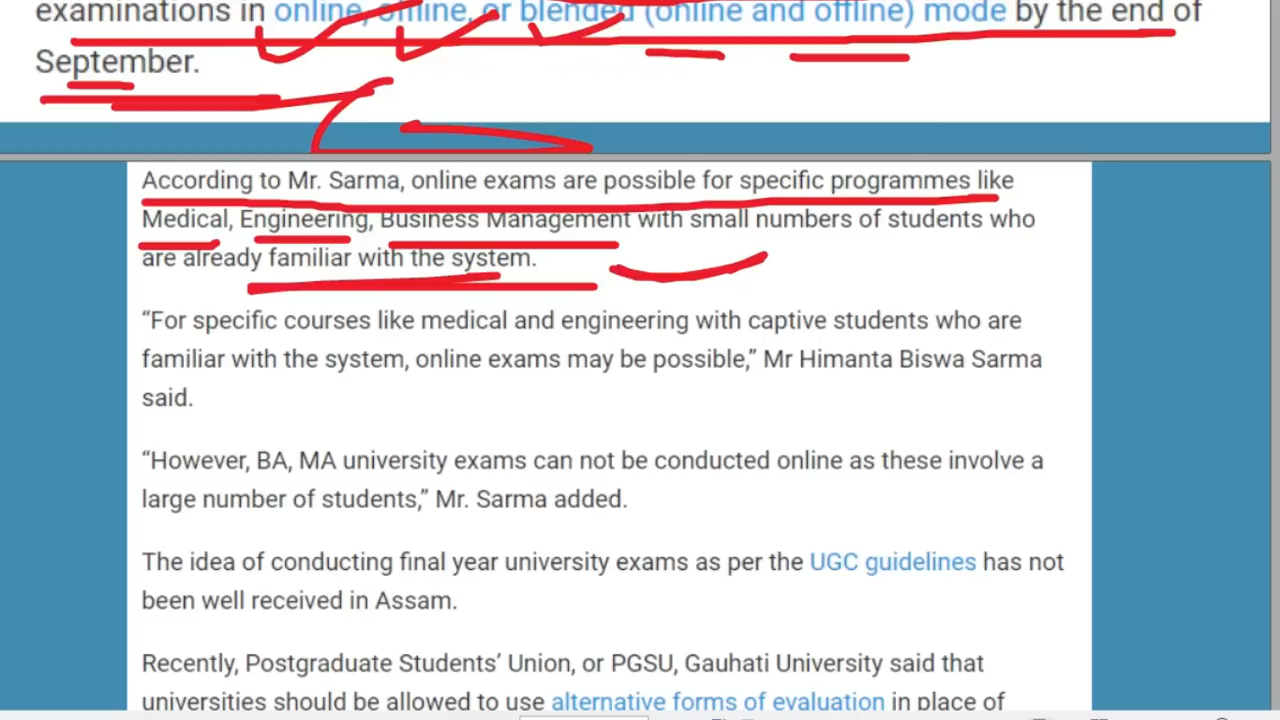 examinations in online, offline, or blended (online and offline) mode by the end of
September.
According to Mr. Sarma, online exams are possible for specific programmes like
Medical, Engineering, Business Management with small numbers of students who
are already familiar with the system.
“For specific courses like medical and engineering with captive students who are
familiar with the system, online exams may be possible,” Mr Himanta Biswa Sarma
said.
“However, BA, MA university exams can not be conducted online as these involve a
large number of students,” Mr. Sarma added.
The idea of conducting final year university exams as per the UGC guidelines has not
been well received in Assam.
Recently, Postgraduate Students’ Union, or PGSU, Gauhati University said that
universities should be allowed to use alternative forms of evaluation in place of